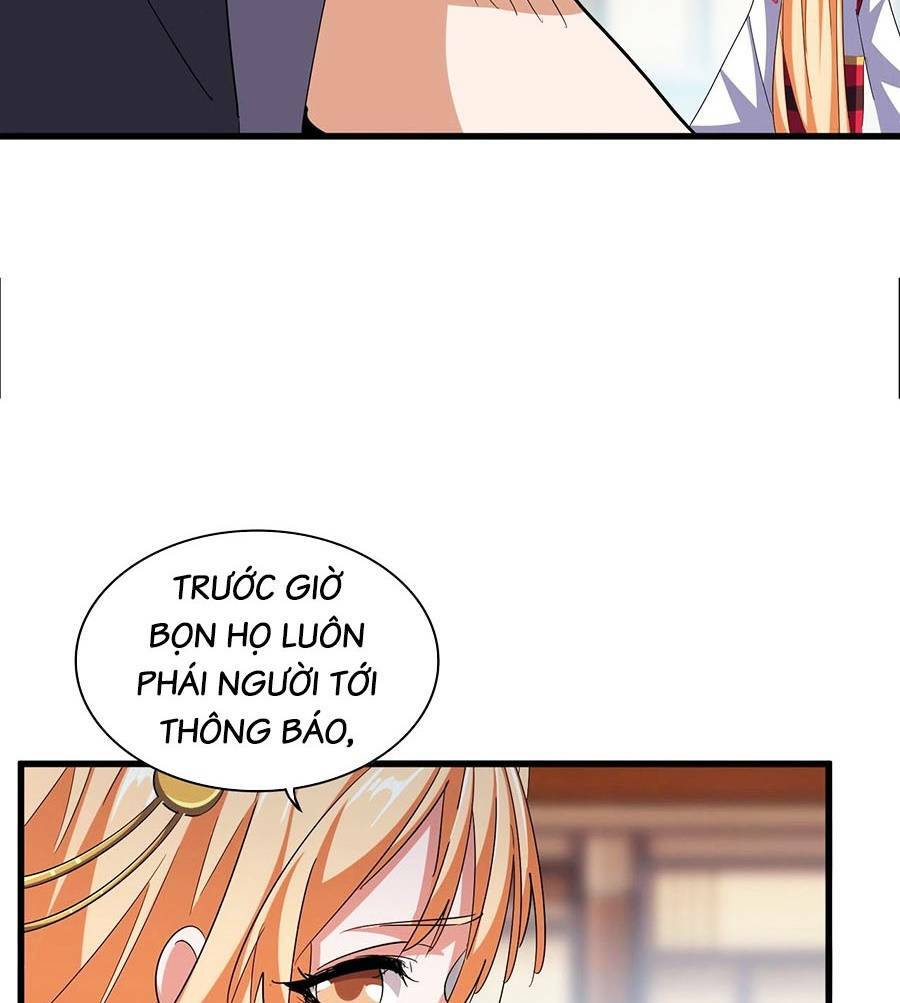 TRƯỚC GIỜ
BỌN HỌ LUÔN
PHÁI NGƯỜI TỚI
THÔNG BÁO,